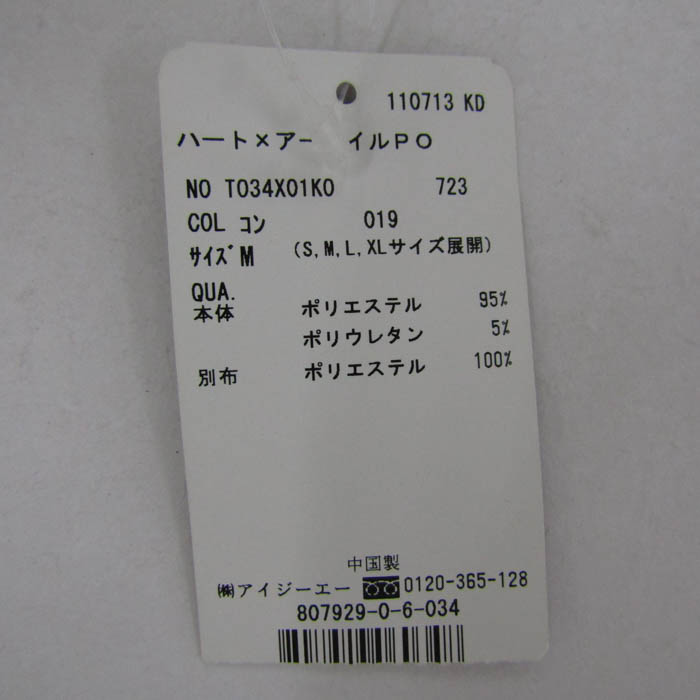 110713 KD
ハート×アー イルPO
NO T034X01K0 723
COL コン 019
サイズ M (S,M,L,XLサイズ展開)
QUA.
本体 ポリエステル 95%
ポリウレタン 5%
別布 ポリエステル 100%
中国製
㈱アイジーエー 0120-365-128
807929-0-6-034